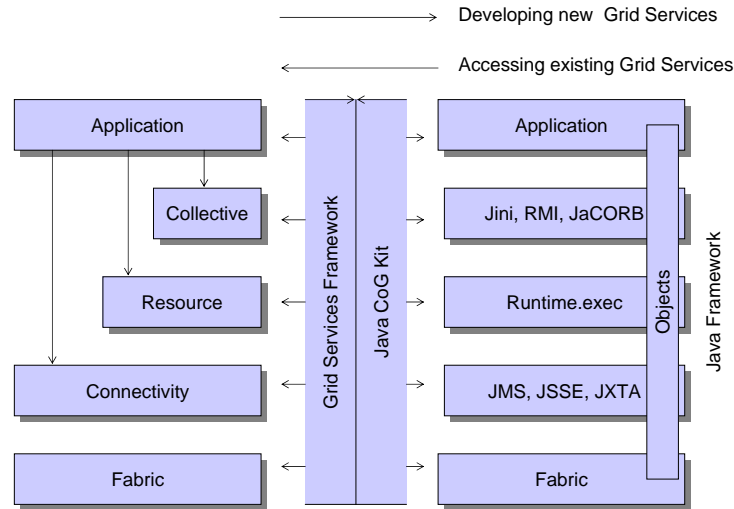 Developing new Grid Services
Accessing existing Grid Services
Application
Collective
Resource
Connectivity
Fabric
Grid Services Framework
Java CoG Kit
Application
Jini, RMI, JaCORB
Runtime.exec
JMS, JSSE, JXTA
Fabric
Objects
Java Framework